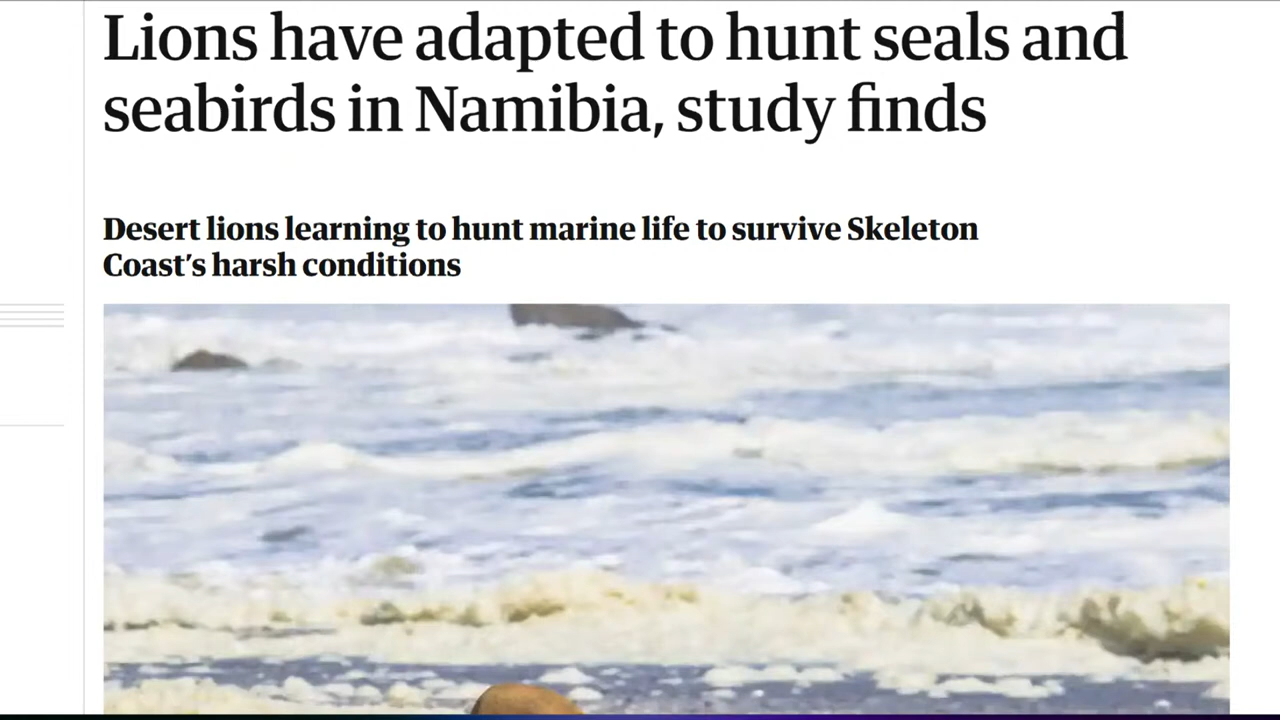 Lions have adapted to hunt seals and
seabirds in Namibia, study finds
Desert lions learning to hunt marine life to survive Skeleton
Coast’s harsh conditions